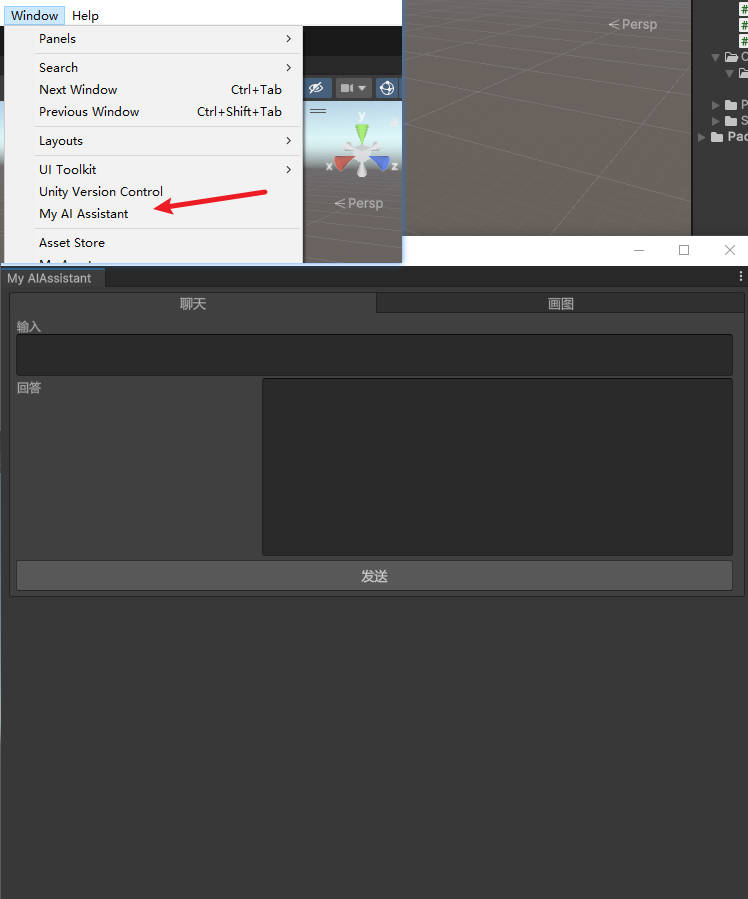 Window Help
Panels
Search
Next Window Ctrl+Tab
Previous Window Ctrl+Shift+Tab
Layouts
UI Toolkit
Unity Version Control
My AI Assistant
Asset Store
y
x
z
Persp
Persp
#
#
#
P
S
Pac
My AIAssistant
聊天 画图
输入
回答
发送